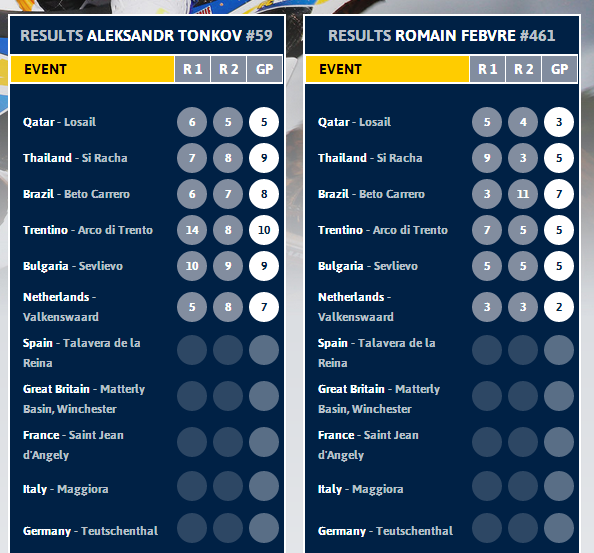 RESULTS ALEKSANDR TONKOV #59
EVENT R 1 R 2 GP
Qatar - Losail 6 5 5
Thailand - Si Racha 7 8 9
Brazil - Beto Carrero 6 7 8
Trentino - Arco di Trento 14 8 10
Bulgaria - Sevlievo 10 9 9
Netherlands -
Valkenswaard 5 8 7
Spain - Talavera de la
Reina
Great Britain - Matterly
Basin, Winchester
France - Saint Jean
d'Angely
Italy - Maggiora
Germany - Teutschenthal
RESULTS ROMAIN FEBVRE #461
EVENT R 1 R 2 GP
Qatar - Losail 5 4 3
Thailand - Si Racha 9 3 5
Brazil - Beto Carrero 3 11 7
Trentino - Arco di Trento 7 5 5
Bulgaria - Sevlievo 5 5 5
Netherlands -
Valkenswaard 3 3 2
Spain - Talavera de la
Reina
Great Britain - Matterly
Basin, Winchester
France - Saint Jean
d'Angely
Italy - Maggiora
Germany - Teutschenthal